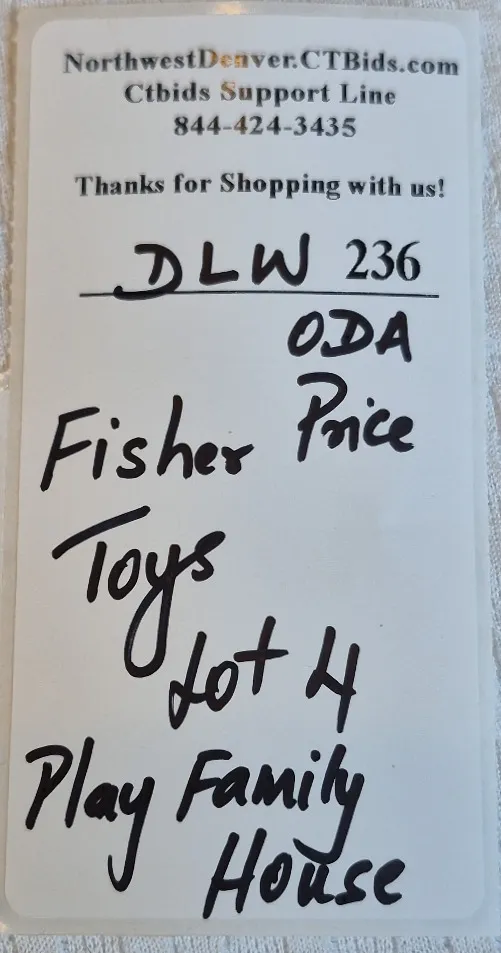 NorthwestDenver.CTBids.com
Ctbids Support Line
844-424-3435
Thanks for Shopping with us!
DLW 236
ODA
Fisher Price
Toys
Lot 4
Play Family
House